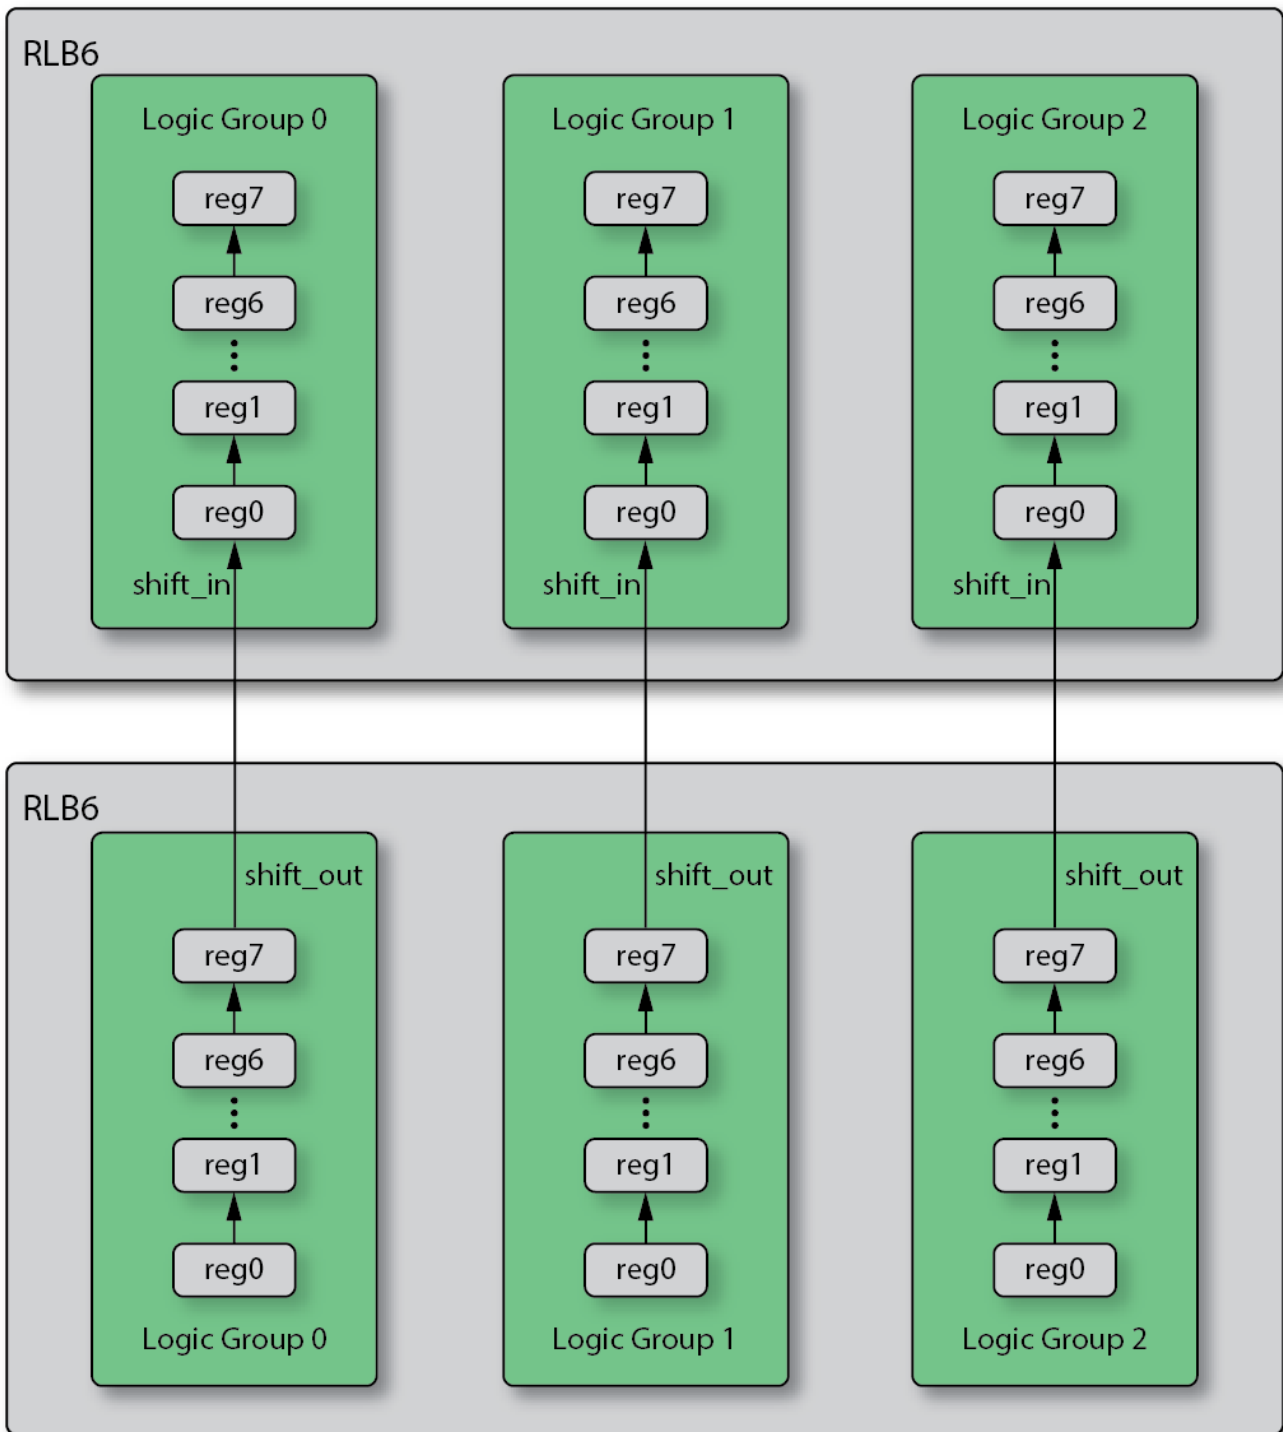 RLB6
Logic Group 0
Logic Group 1
Logic Group 2
reg7
reg7
reg7
reg6
reg6
reg6
reg1
reg1
reg1
reg0
reg0
reg0
shift_in
shift_in
shift_in
RLB6
shift_out
shift_out
shift_out
reg7
reg7
reg7
reg6
reg6
reg6
reg1
reg1
reg1
reg0
reg0
reg0
Logic Group 0
Logic Group 1
Logic Group 2